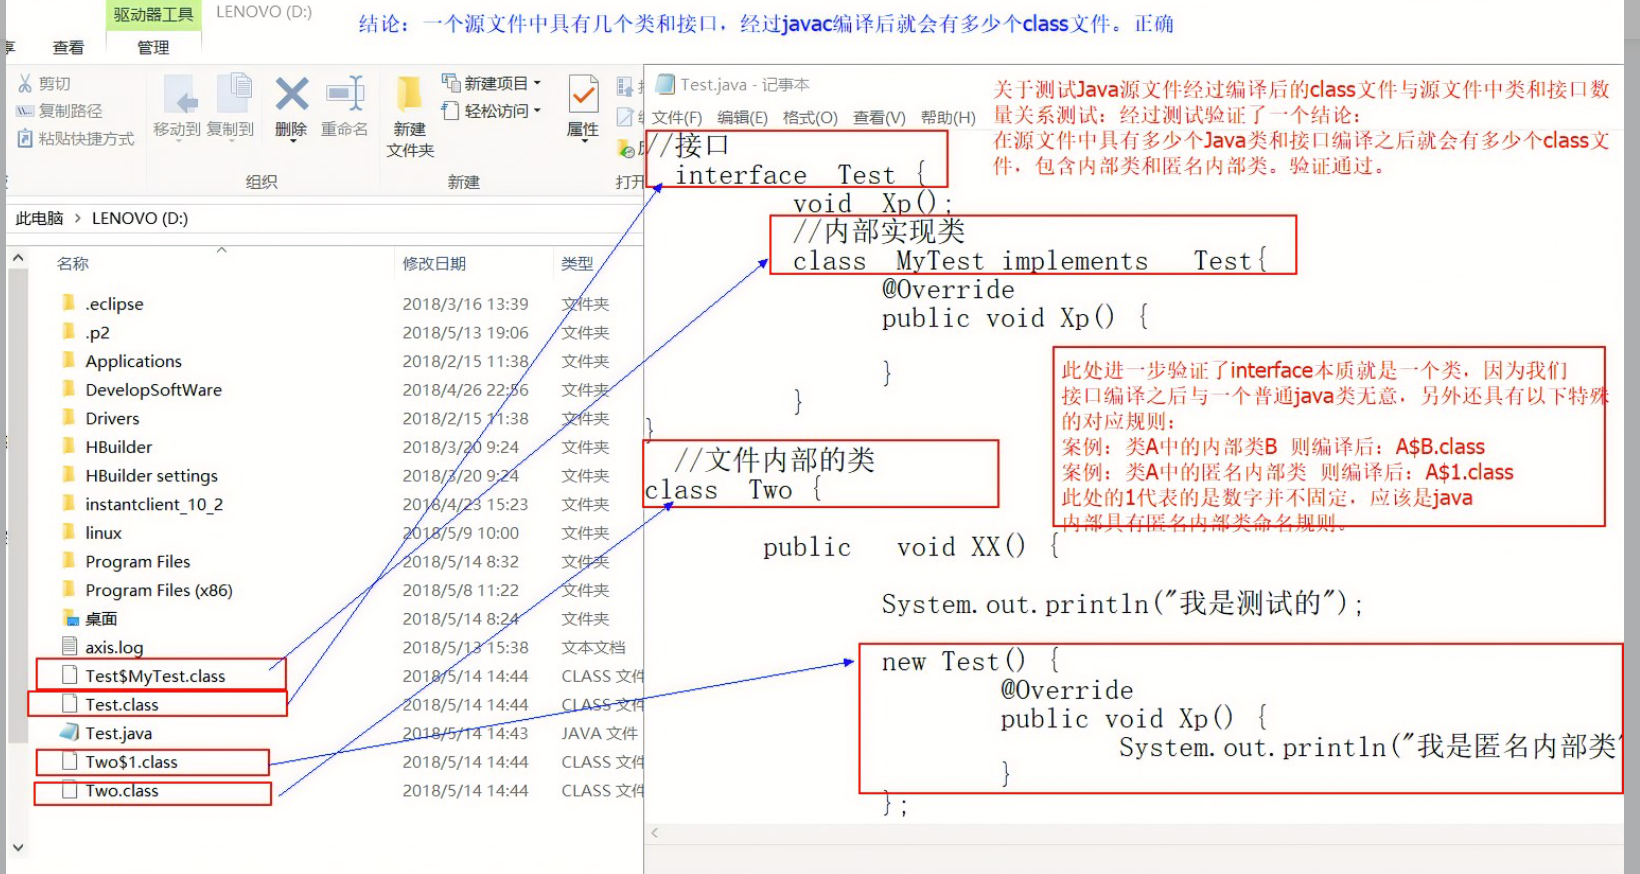 驱动器工具
LENOVO (D:)
结论：一个源文件中具有几个类和接口，经过javac编译后就会有多少个class文件。正确
享
查看
管理
剪切
复制路径
粘贴快捷方式
移动到
复制到
删除
重命名
组织
新建
文件夹
新建项目
轻松访问
新建
属性
打开
此电脑 > LENOVO (D:)
名称 修改日期 类型
.eclipse 2018/3/16 13:39 文件夹
.p2 2018/5/13 19:06 文件夹
Applications 2018/2/15 11:38 文件夹
DevelopSoftWare 2018/4/26 22:56 文件夹
Drivers 2018/2/15 11:38 文件夹
HBuilder 2018/3/20 9:24 文件夹
HBuilder settings 2018/3/20 9:24 文件夹
instantclient_10_2 2018/4/23 15:23 文件夹
linux 2018/5/9 10:00 文件夹
Program Files 2018/5/14 8:32 文件夹
Program Files (x86) 2018/5/8 11:22 文件夹
桌面 2018/5/14 8:24 文件夹
axis.log 2018/5/13 15:38 文本文档
Test$MyTest.class 2018/5/14 14:44 CLASS 文件
Test.class 2018/5/14 14:44 CLASS 文件
Test.java 2018/5/14 14:43 JAVA 文件
Two$1.class 2018/5/14 14:44 CLASS 文件
Two.class 2018/5/14 14:44 CLASS 文件
Test.java - 记事本
文件(F) 编辑(E) 格式(O) 查看(V) 帮助(H)
//接口
interface Test {
void Xp();
//内部实现类
class MyTest implements Test{
@Override
public void Xp() {
}
}
}
//文件内部的类
class Two {
public void XX() {
System.out.println("我是测试的");
new Test() {
@Override
public void Xp() {
System.out.println("我是匿名内部类"
}
};
关于测试Java源文件经过编译后的class文件与源文件中类和接口数
量关系测试：经过测试验证了一个结论：
在源文件中具有多少个Java类和接口编译之后就会有多少个class文
件，包含内部类和匿名内部类。验证通过。
此处进一步验证了interface本质就是一个类，因为我们
接口编译之后与一个普通java类无意，另外还具有以下特殊
的对应规则：
案例：类A中的内部类B 则编译后：A$B.class
案例：类A中的匿名内部类 则编译后：A$1.class
此处的1代表的是数字并不固定，应该是java
内部具有匿名内部类命名规则。